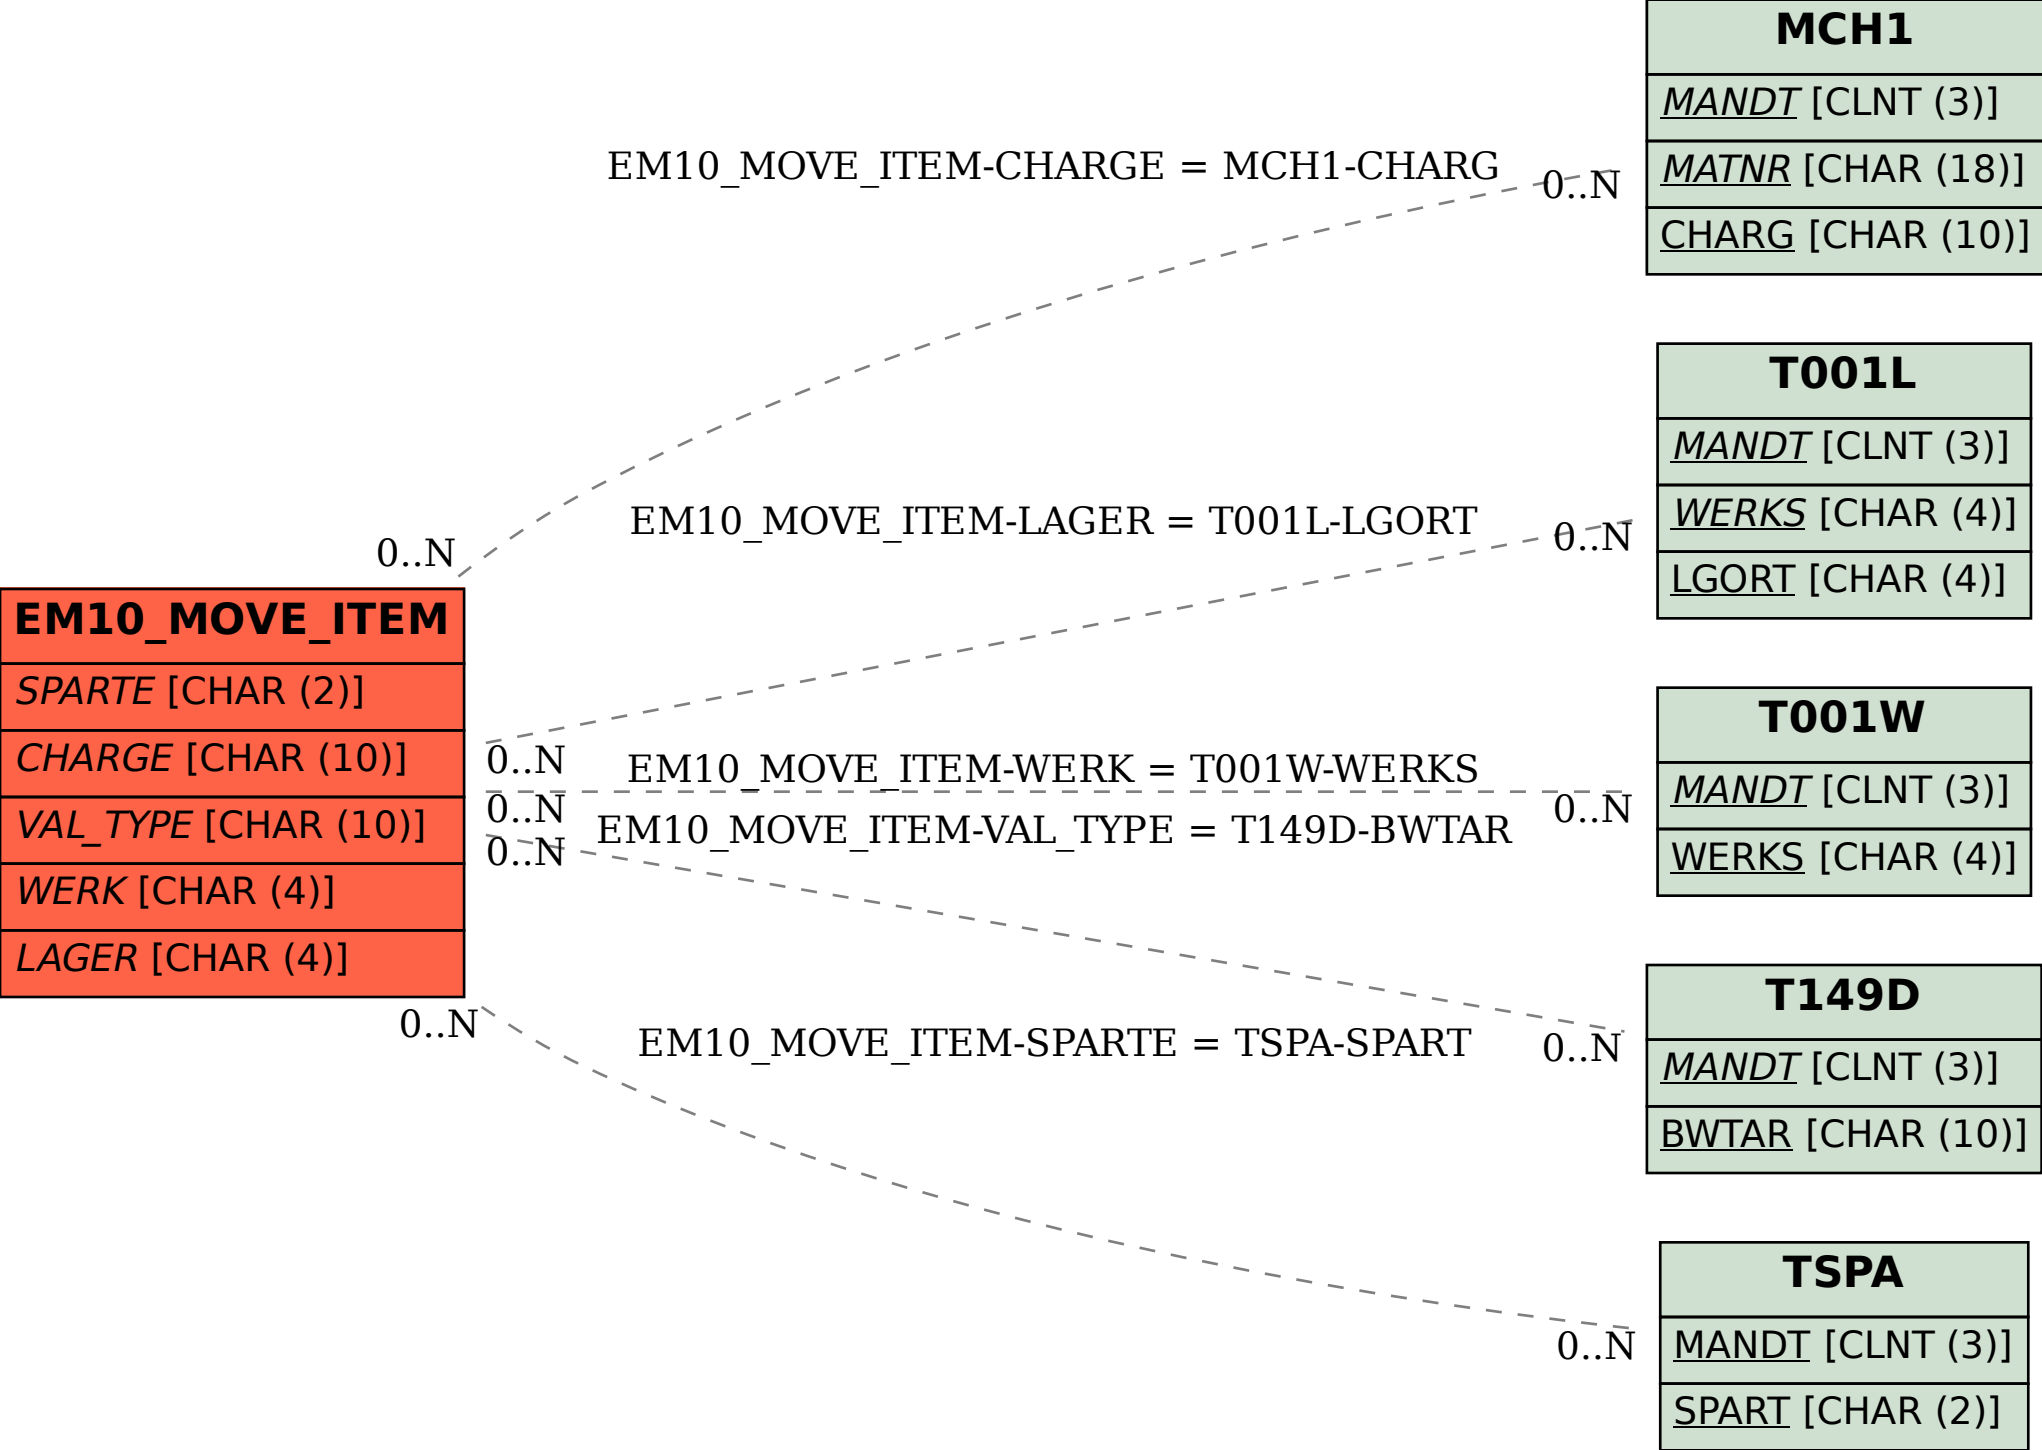 MCH1
MANDT [CLNT (3)]
MATNR [CHAR (18)]
CHARG [CHAR (10)]
EM10_MOVE_ITEM-CHARGE = MCH1-CHARG
0..N
0..N
T001L
MANDT [CLNT (3)]
WERKS [CHAR (4)]
LGORT [CHAR (4)]
EM10_MOVE_ITEM-LAGER = T001L-LGORT
0..N
0..N
EM10_MOVE_ITEM
SPARTE [CHAR (2)]
CHARGE [CHAR (10)]
VAL_TYPE [CHAR (10)]
WERK [CHAR (4)]
LAGER [CHAR (4)]
T001W
MANDT [CLNT (3)]
WERKS [CHAR (4)]
EM10_MOVE_ITEM-WERK = T001W-WERKS
0..N
0..N
EM10_MOVE_ITEM-VAL_TYPE = T149D-BWTAR
0..N
0..N
T149D
MANDT [CLNT (3)]
BWTAR [CHAR (10)]
EM10_MOVE_ITEM-SPARTE = TSPA-SPART
0..N
0..N
TSPA
MANDT [CLNT (3)]
SPART [CHAR (2)]